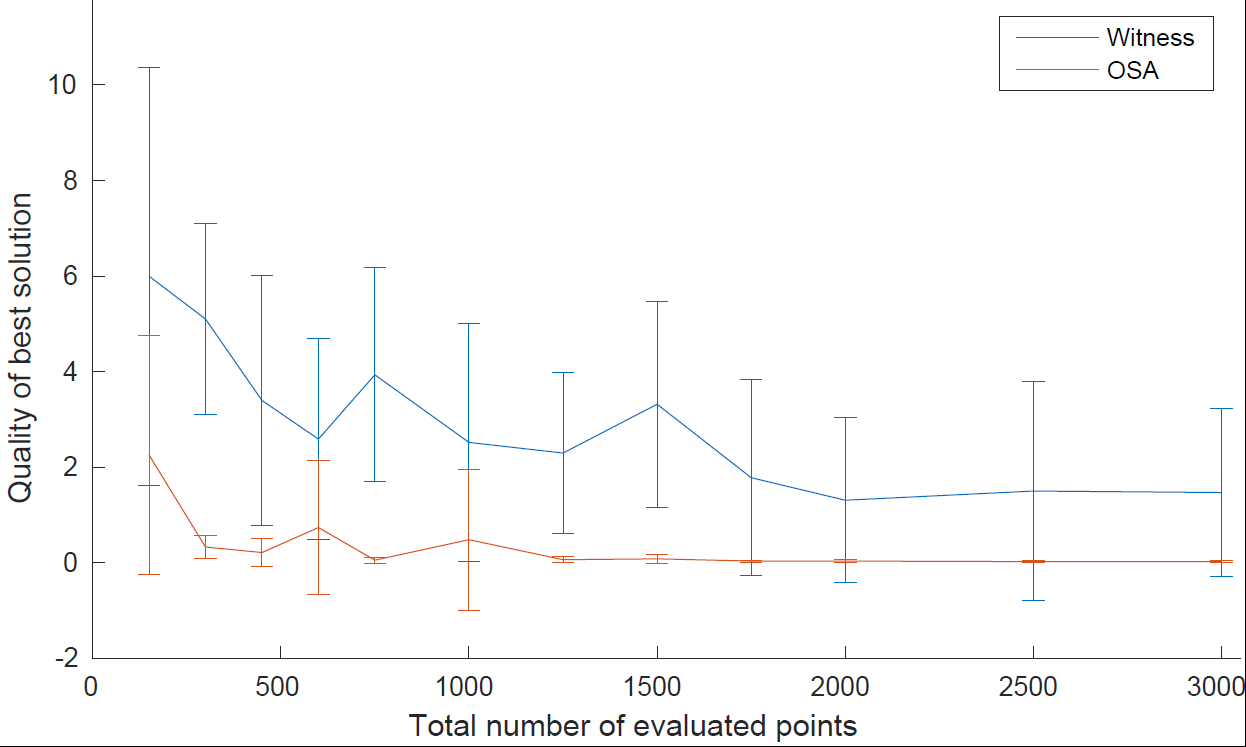 Witness
OSA
10
8
6
4
2
0
-2
Quality of best solution
0 500 1000 1500 2000 2500 3000
Total number of evaluated points